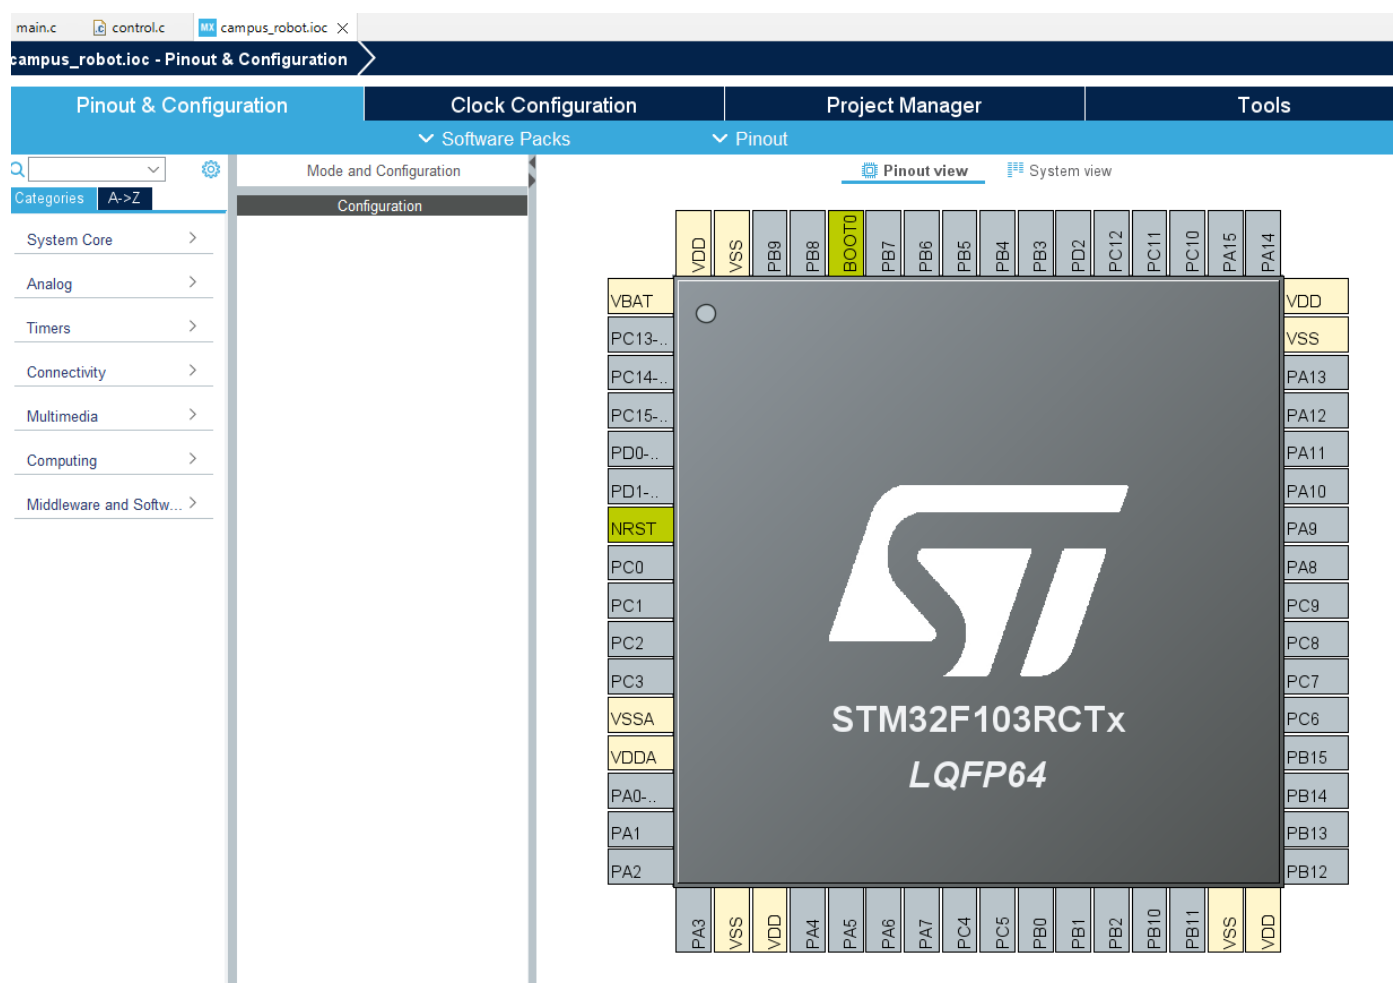 main.c
control.c
MX campus_robot.ioc
campus_robot.ioc - Pinout & Configuration
Pinout & Configuration
Clock Configuration
Project Manager
Tools
Software Packs
Pinout
Mode and Configuration
Pinout view
System view
Categories
A->Z
Configuration
System Core
Analog
Timers
Connectivity
Multimedia
Computing
Middleware and Softw...
VDD
VSS
PB9
PB8
BOOT0
PB7
PB6
PB5
PB4
PB3
PD2
PC12
PC11
PC10
PA15
PA14
VBAT
PC13-..
PC14-..
PC15-..
PD0-..
PD1-..
NRST
PC0
PC1
PC2
PC3
VSSA
VDDA
PA0-..
PA1
PA2
VDD
VSS
PA13
PA12
PA11
PA10
PA9
PA8
PC9
PC8
PC7
PC6
PB15
PB14
PB13
PB12
ST
STM32F103RCTx
LQFP64
PA3
VSS
VDD
PA4
PA5
PA6
PA7
PC4
PC5
PB0
PB1
PB2
PB10
PB11
VSS
VDD